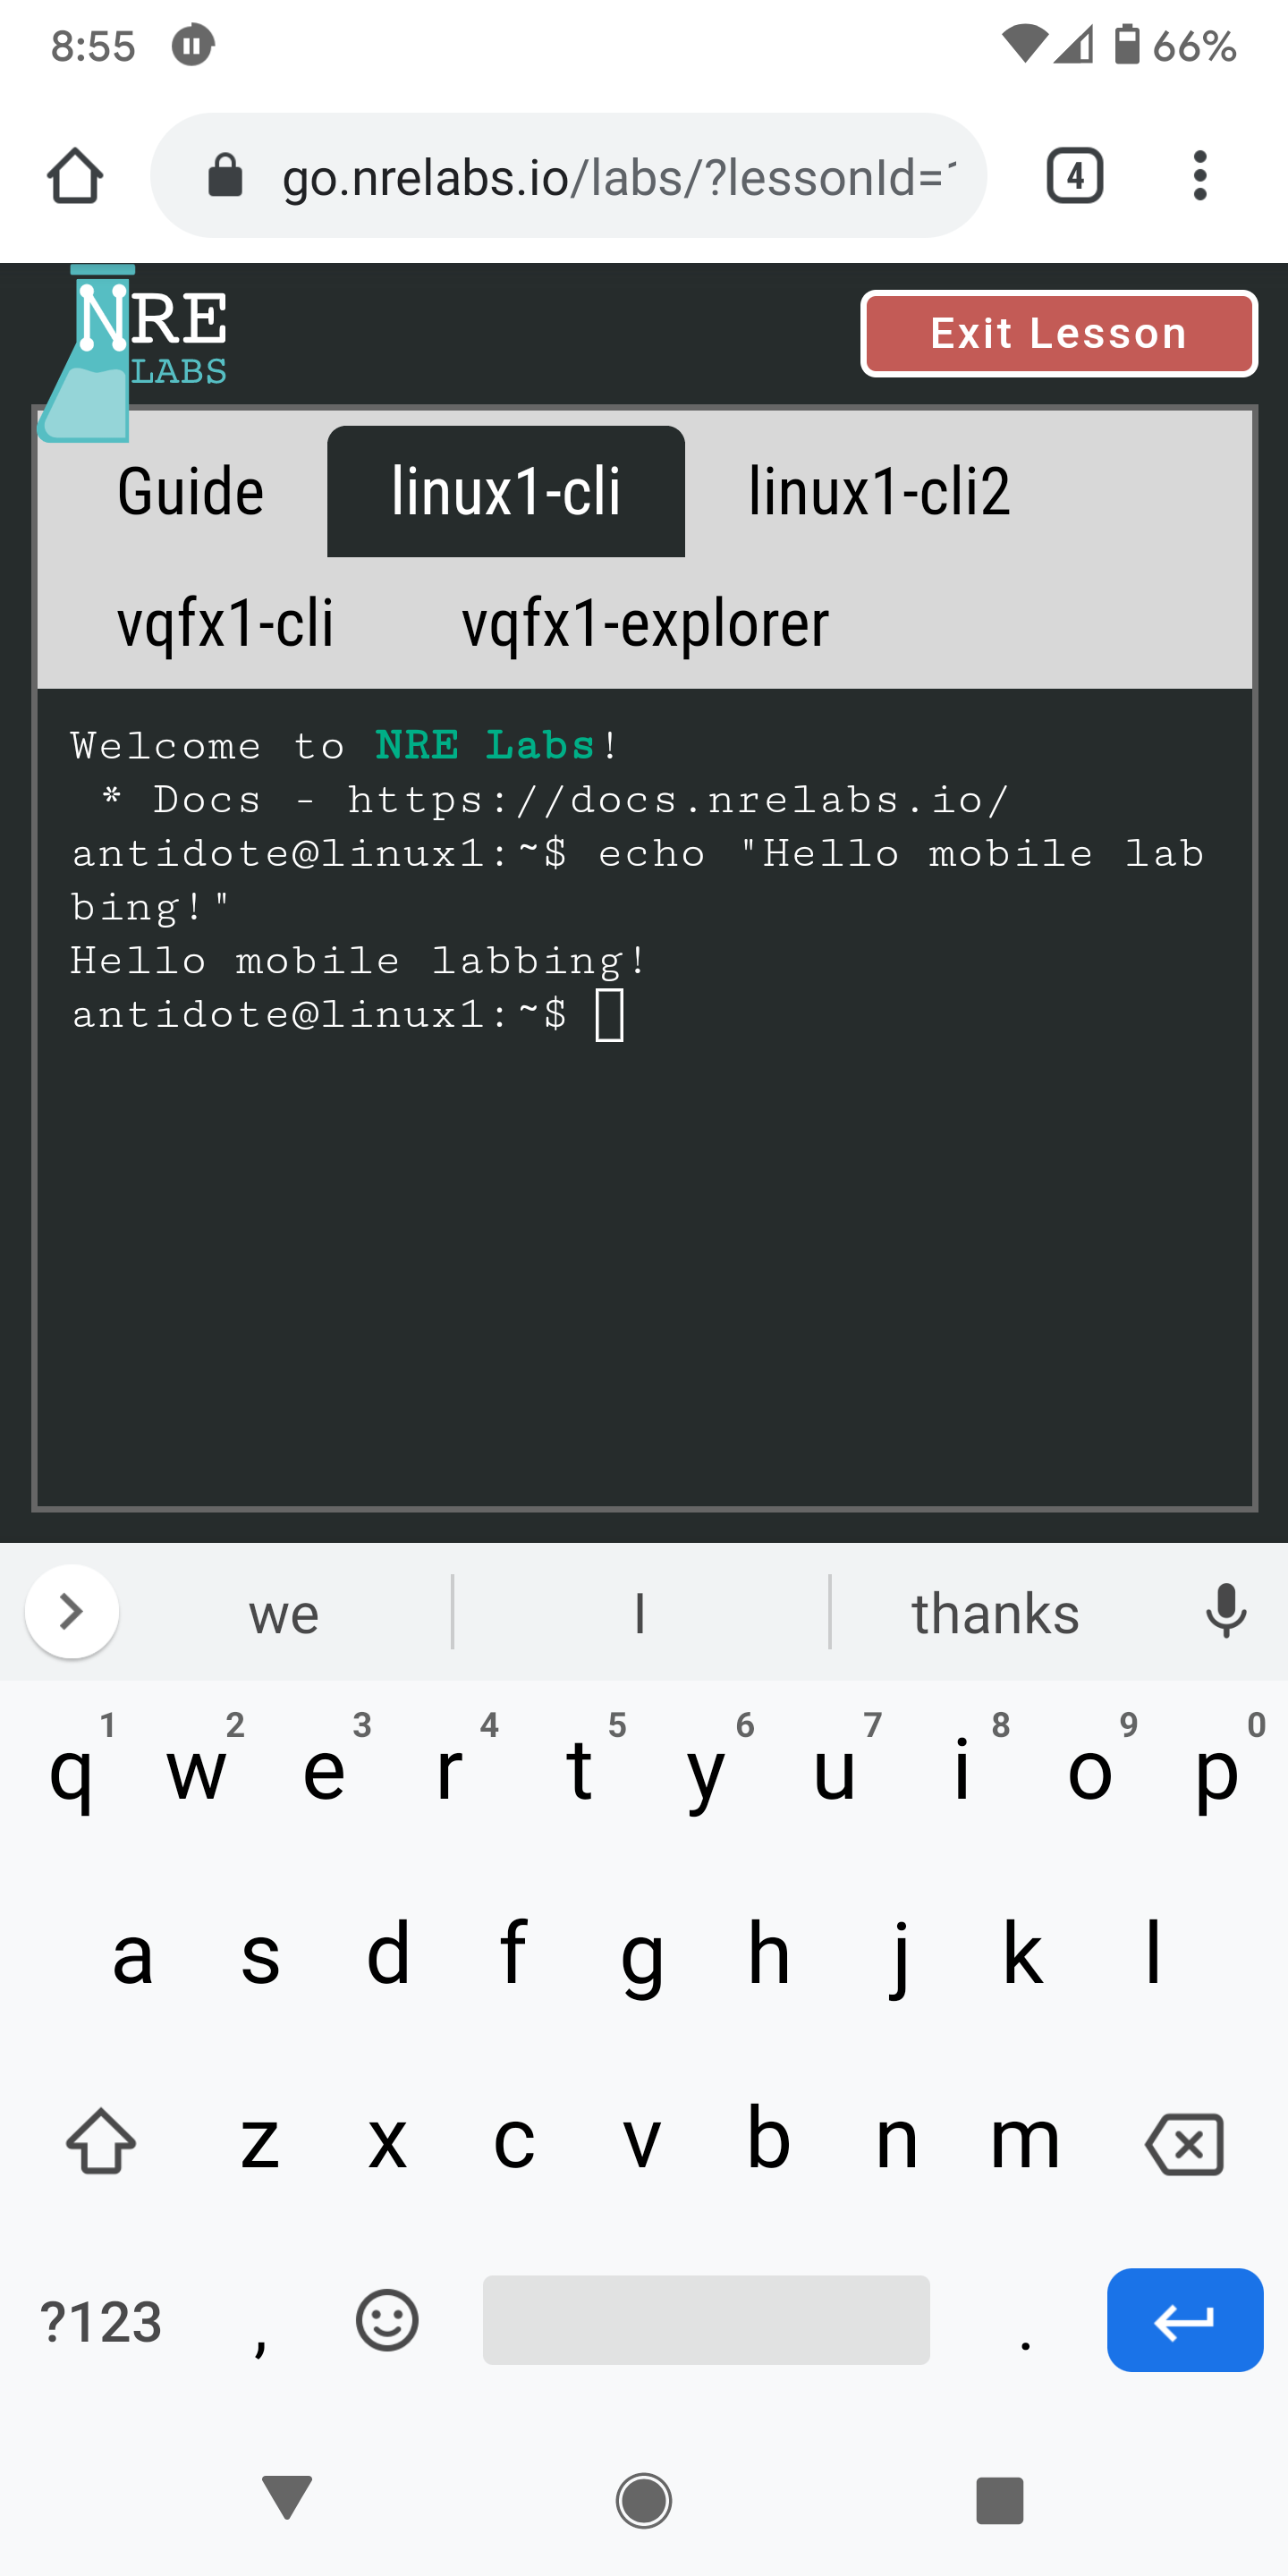 8:55 66%
go.nrelabs.io/labs/?lessonId=
4
NRE
LABS
Exit Lesson
Guide linux1-cli linux1-cli2
vqfx1-cli vqfx1-explorer
Welcome to NRE Labs!
* Docs - https://docs.nrelabs.io/
antidote@linux1:~$ echo "Hello mobile lab
bing!"
Hello mobile labbing!
antidote@linux1:~$
we I thanks
1 2 3 4 5 6 7 8 9 0
q w e r t y u i o p
a s d f g h j k l
z x c v b n m
?123 , .